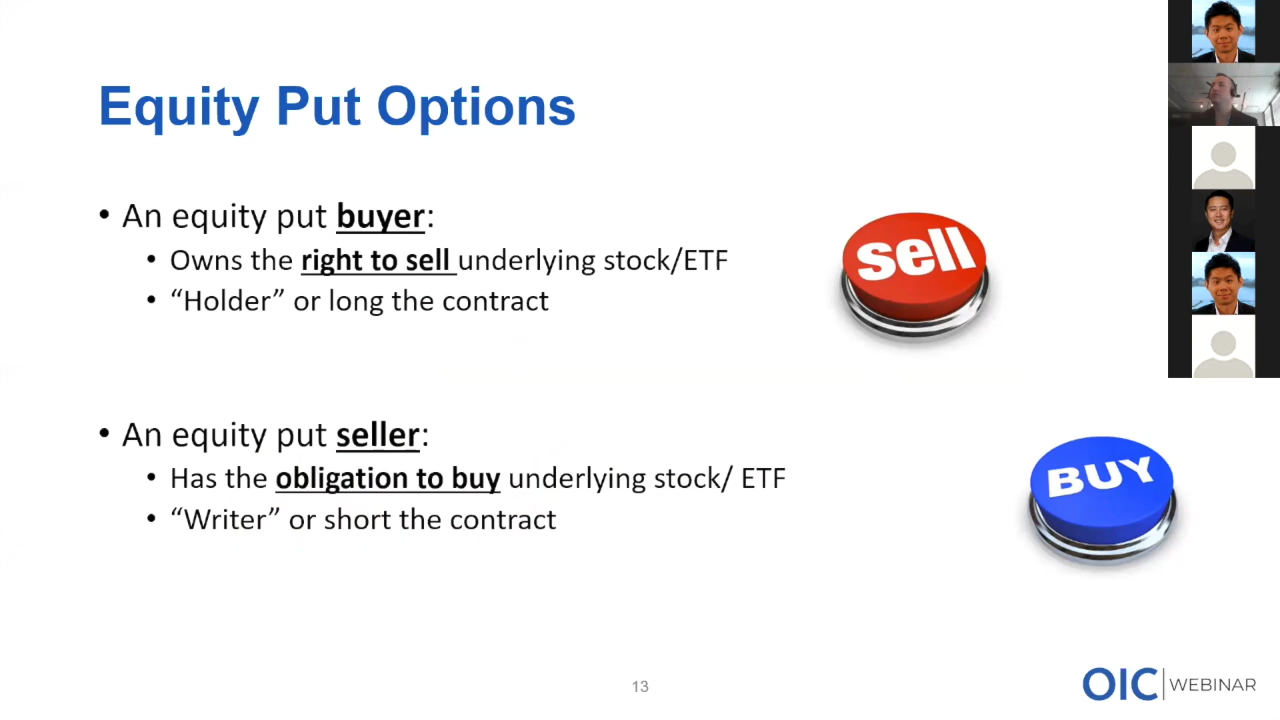 Equity Put Options
• An equity put buyer:
• Owns the right to sell underlying stock/ETF
• “Holder” or long the contract
sell
• An equity put seller:
• Has the obligation to buy underlying stock/ ETF
• “Writer” or short the contract
BUY
13
OIC WEBINAR